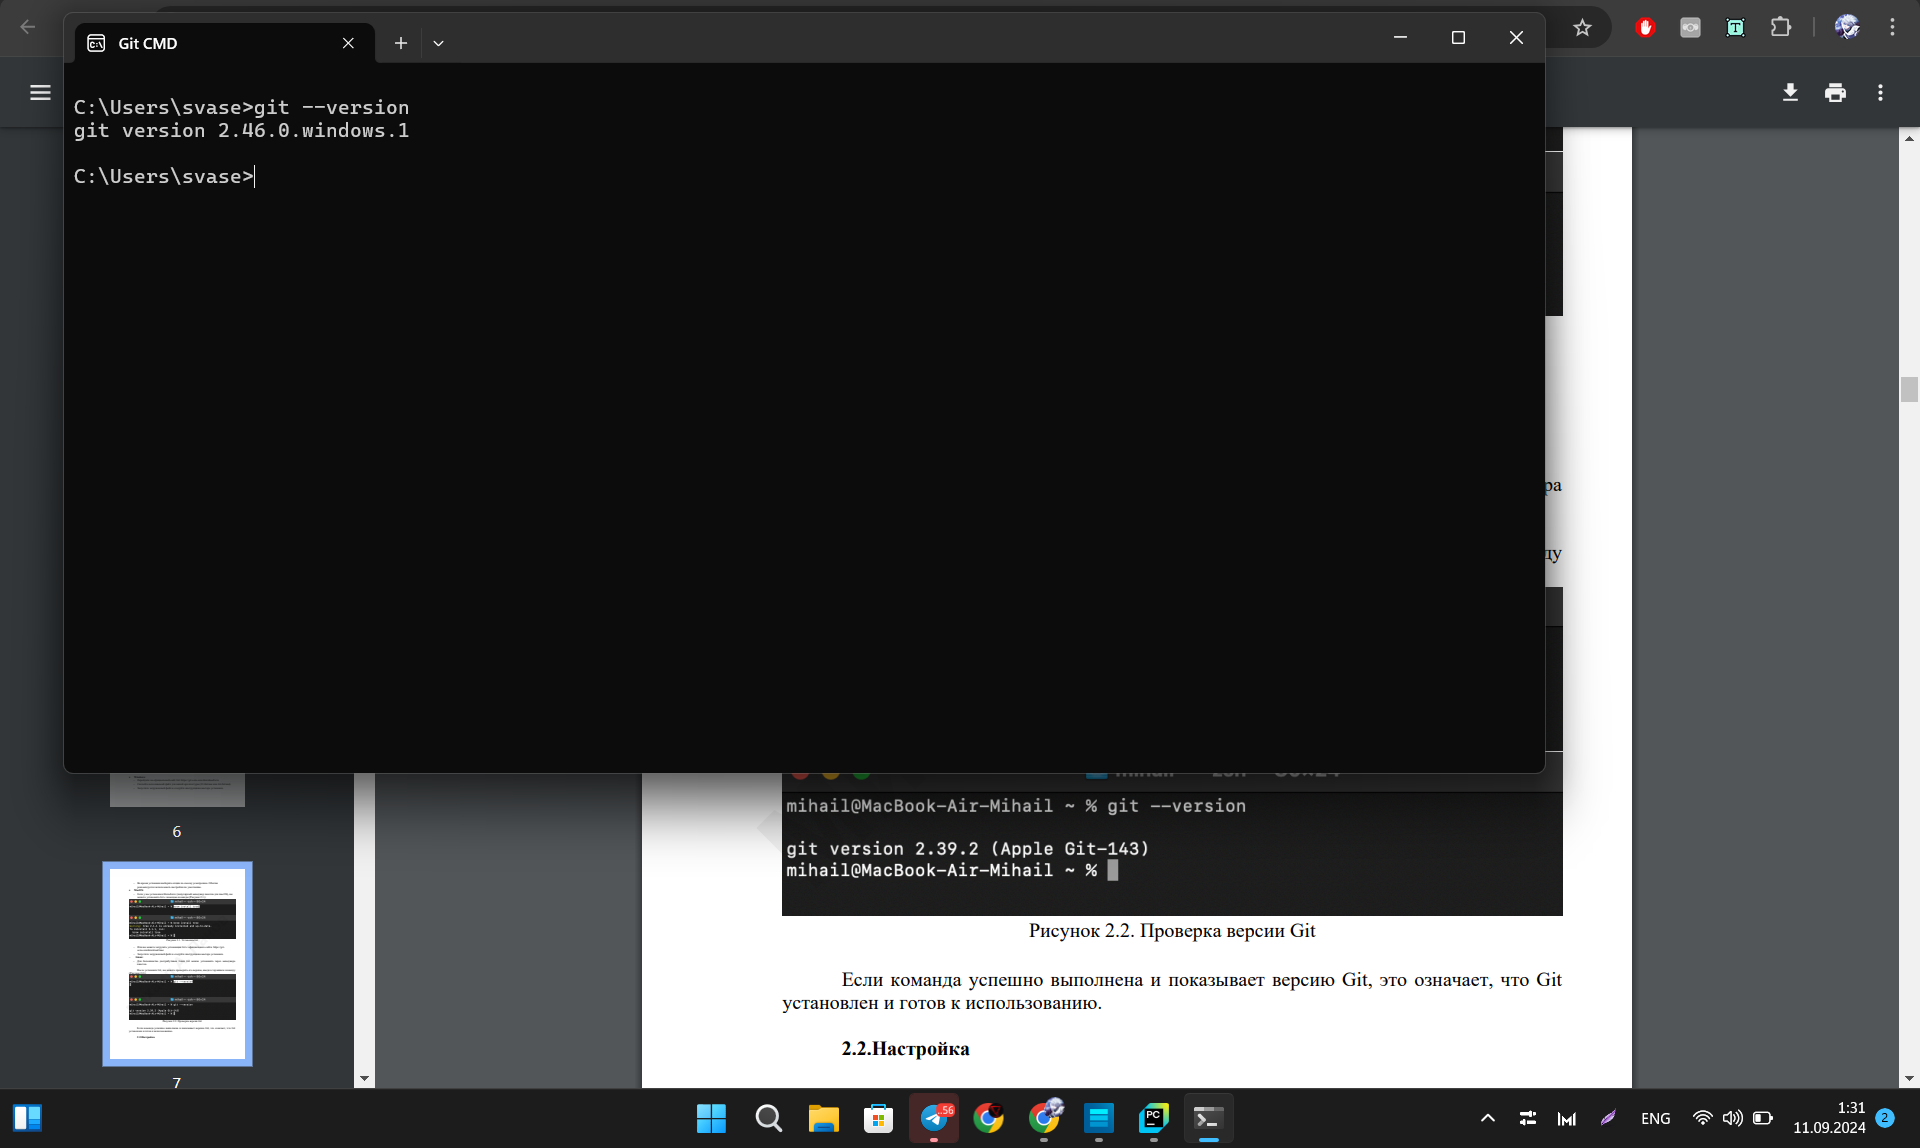 Git CMD
C:\Users\svase>git --version
git version 2.46.0.windows.1
C:\Users\svase>
ра
ду
mihail@MacBook-Air-Mihail ~ % git --version
git version 2.39.2 (Apple Git-143)
mihail@MacBook-Air-Mihail ~ %
Рисунок 2.2. Проверка версии Git
Если команда успешно выполнена и показывает версию Git, это означает, что Git
установлен и готов к использованию.
2.2.Настройка
6
7
..56
PC
ENG
1:31
11.09.2024
2